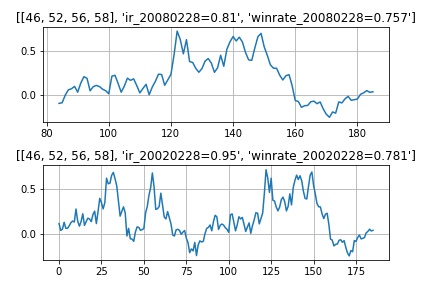 [[46, 52, 56, 58], 'ir_20080228=0.81', 'winrate_20080228=0.757']
0.5
0.0
80 100 120 140 160 180
[[46, 52, 56, 58], 'ir_20020228=0.95', 'winrate_20020228=0.781']
0.5
0.0
0 25 50 75 100 125 150 175